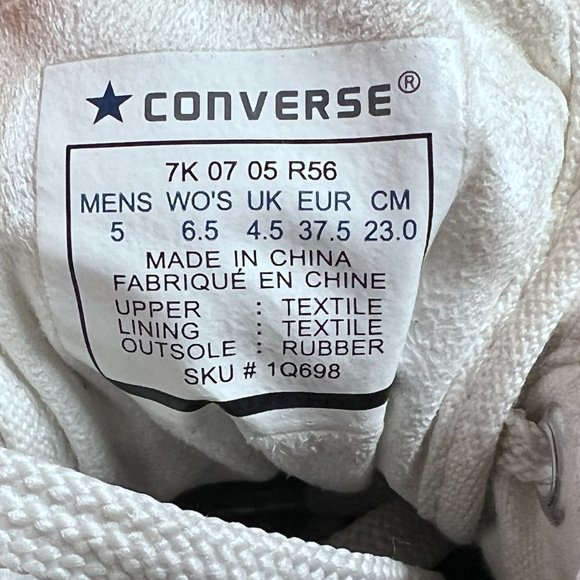 ★ CONVERSE®
7K 07 05 R56
MENS WO'S UK EUR CM
5 6.5 4.5 37.5 23.0
MADE IN CHINA
FABRIQUÉ EN CHINE
UPPER : TEXTILE
LINING : TEXTILE
OUTSOLE : RUBBER
SKU # 1Q698